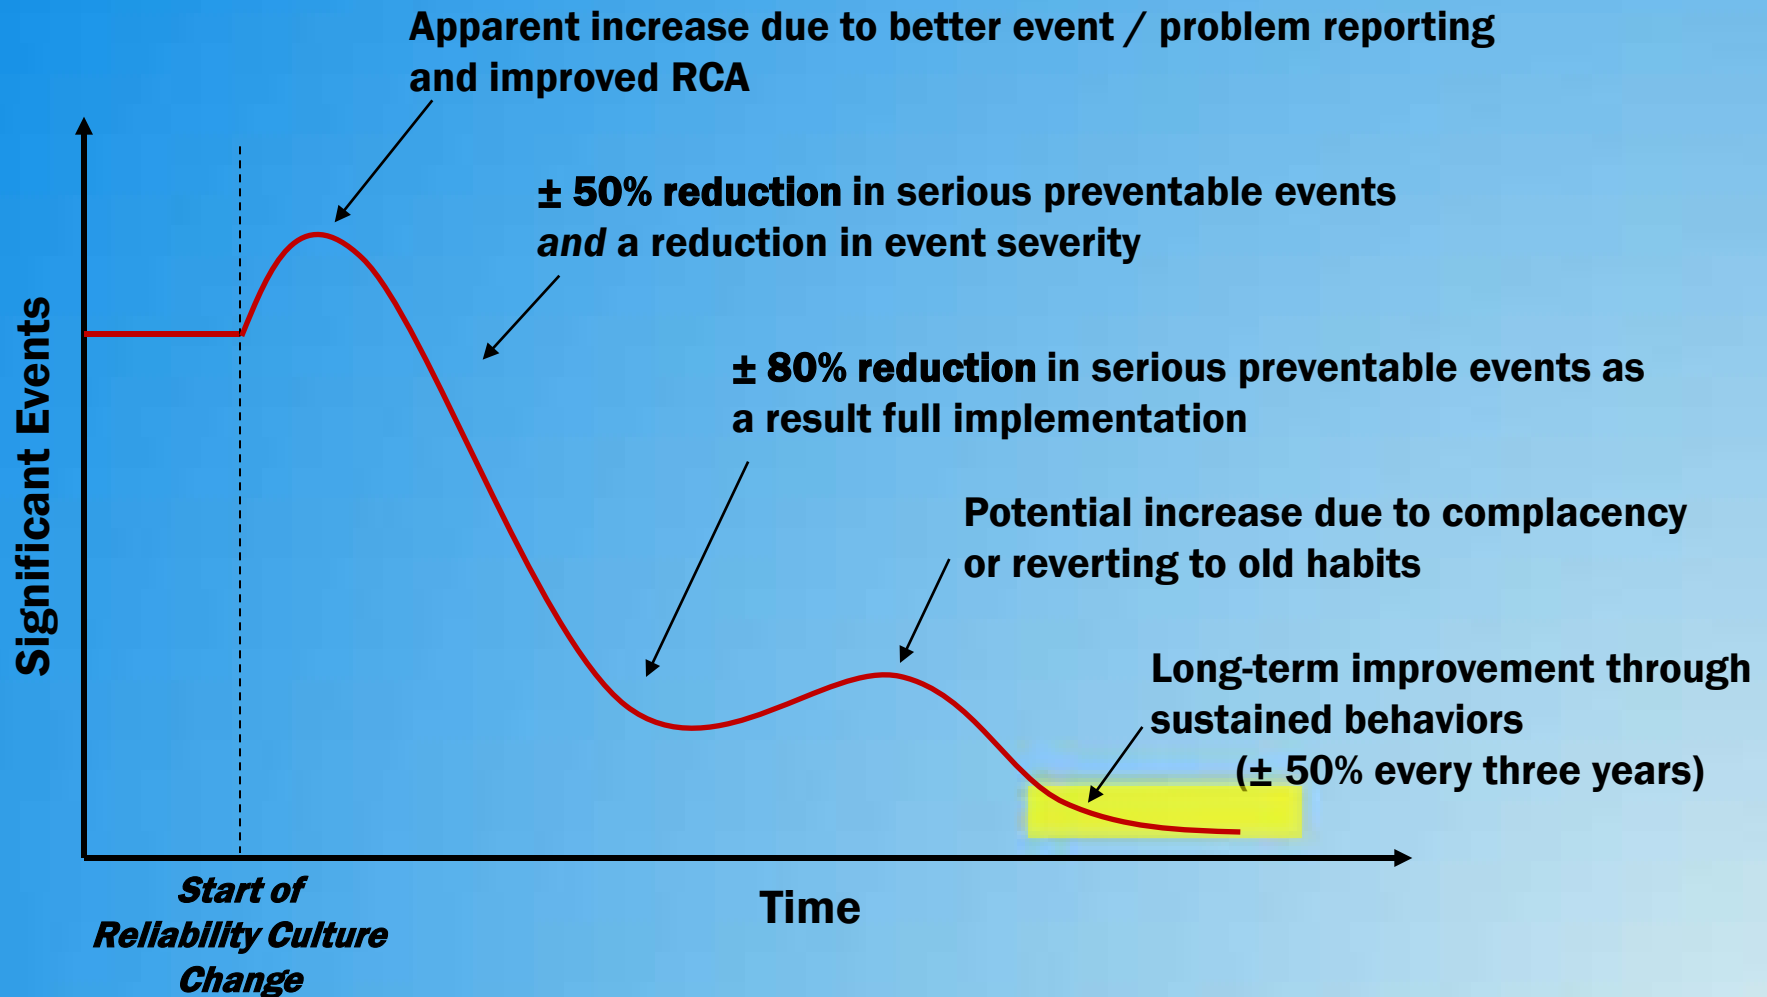 Apparent increase due to better event / problem reporting
and improved RCA
± 50% reduction in serious preventable events
and a reduction in event severity
± 80% reduction in serious preventable events as
a result full implementation
Potential increase due to complacency
or reverting to old habits
Long-term improvement through
sustained behaviors
(± 50% every three years)
Significant Events
Start of
Reliability Culture
Change
Time